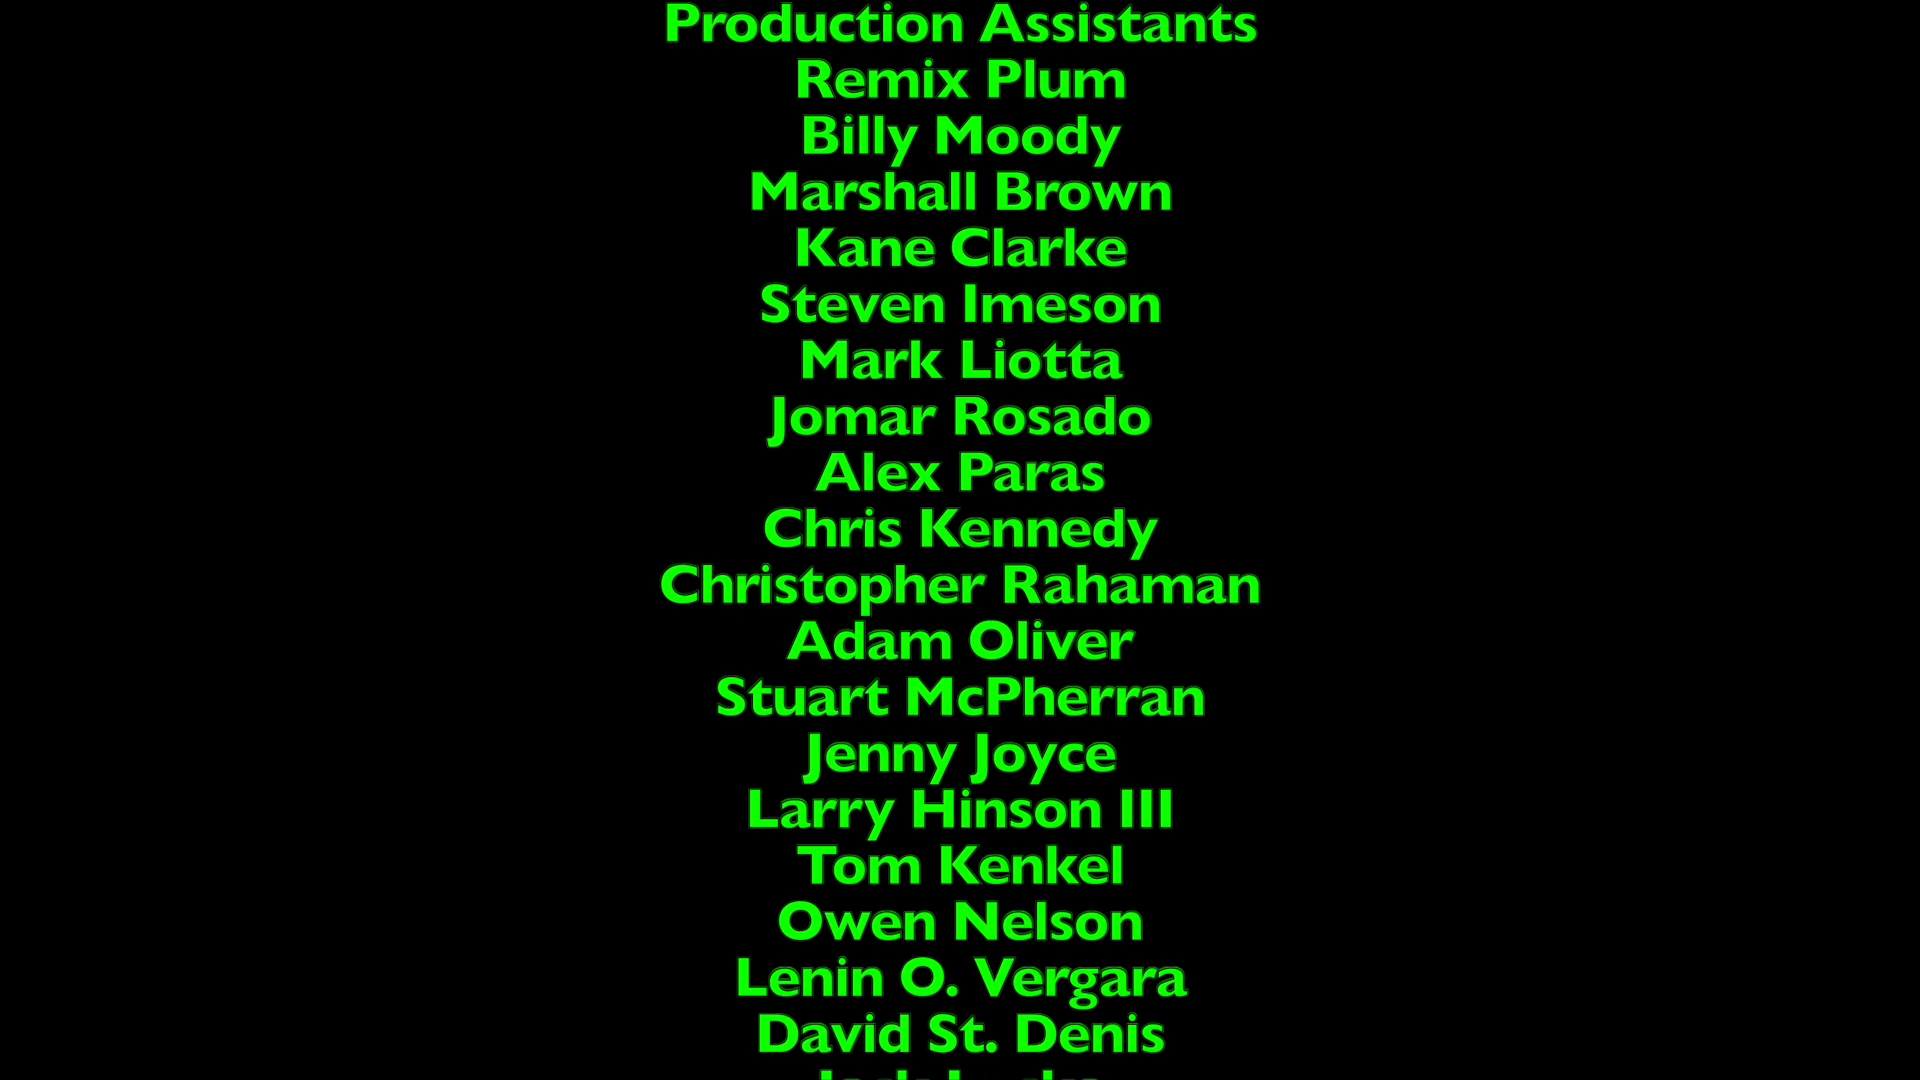 Production Assistants
Remix Plum
Billy Moody
Marshall Brown
Kane Clarke
Steven Imeson
Mark Liotta
Jomar Rosado
Alex Paras
Chris Kennedy
Christopher Rahaman
Adam Oliver
Stuart McPherran
Jenny Joyce
Larry Hinson III
Tom Kenkel
Owen Nelson
Lenin O. Vergara
David St. Denis